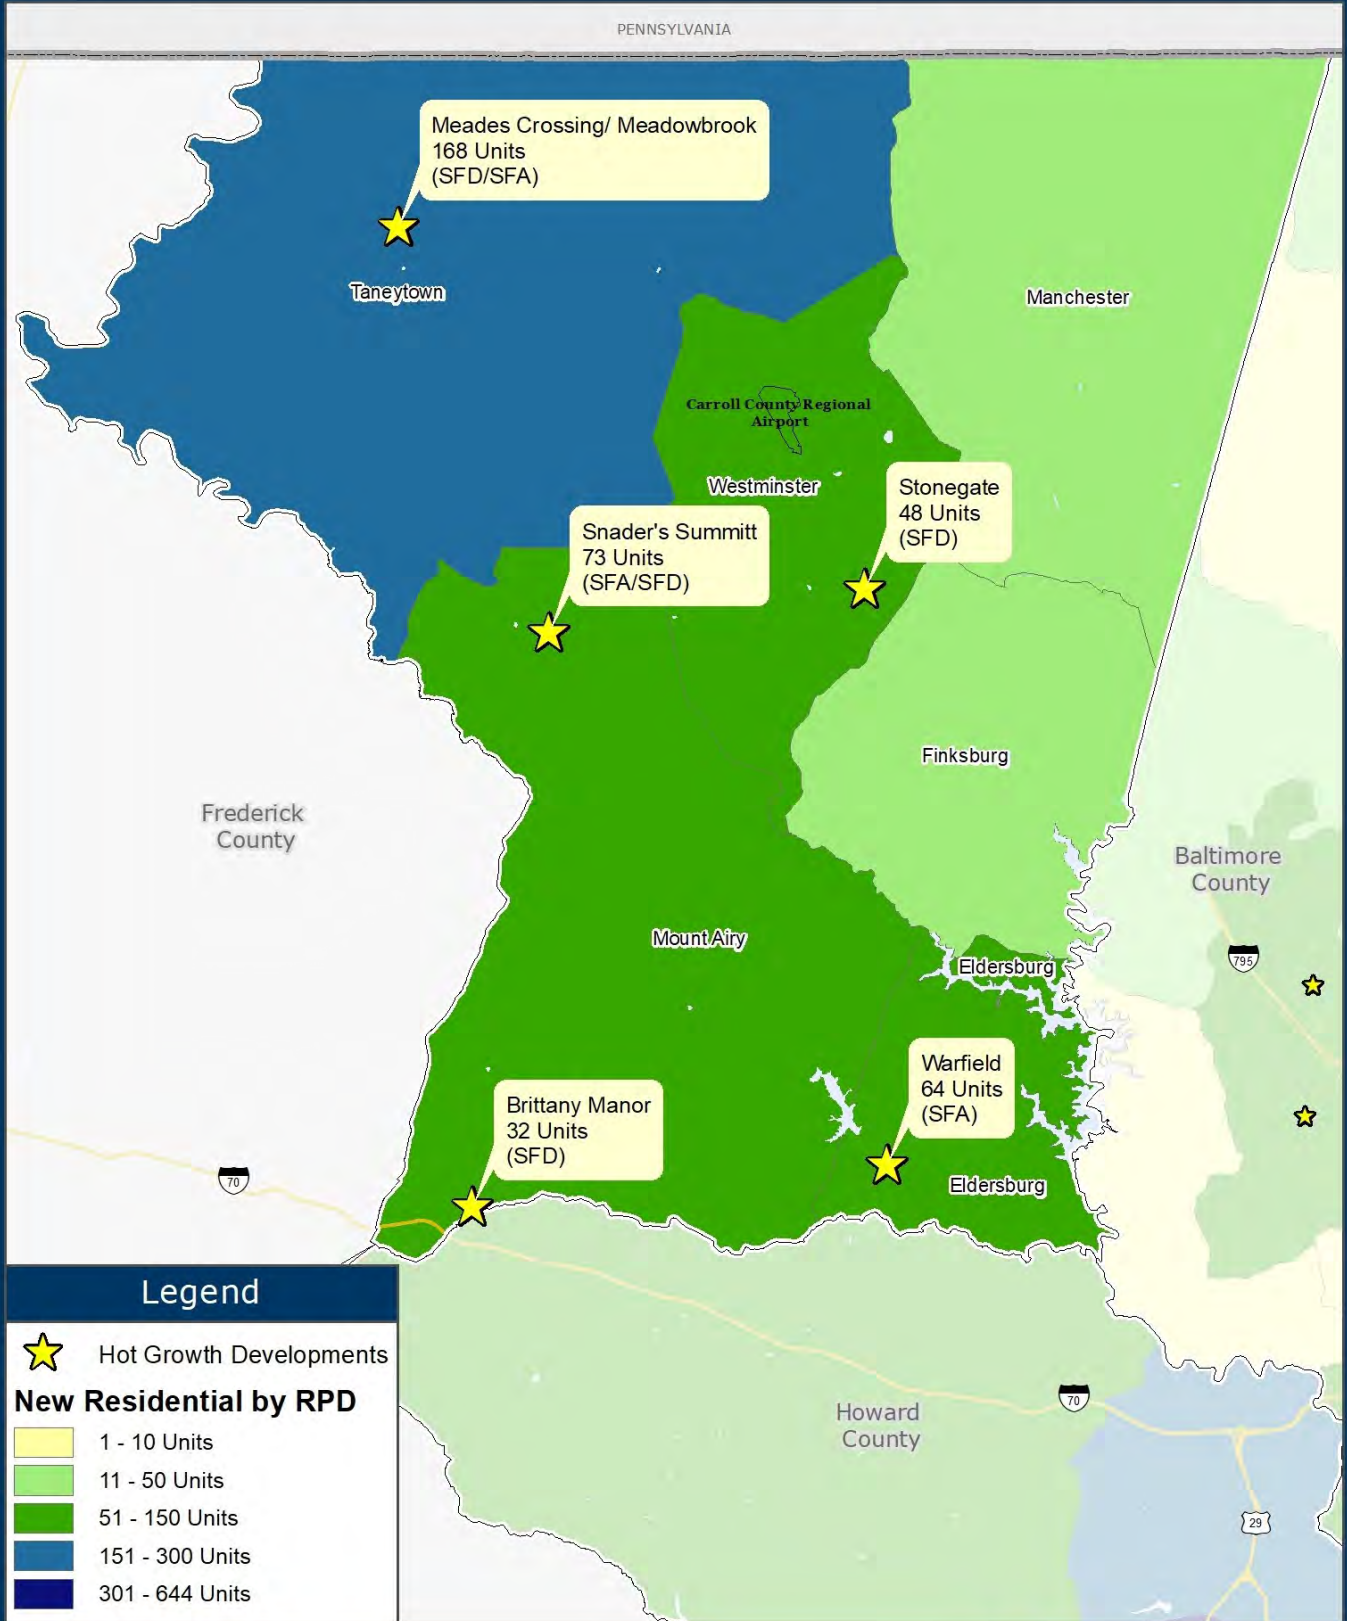 PENNSYLVANIA
Meades Crossing/ Meadowbrook
168 Units
(SFD/SFA)
Taneytown
Manchester
Carroll County Regional
Airport
Westminster
Stonegate
48 Units
(SFD)
Snader's Summitt
73 Units
(SFA/SFD)
Finksburg
Frederick
County
Baltimore
County
Mount Airy
Eldersburg
795
Warfield
64 Units
(SFA)
Brittany Manor
32 Units
(SFD)
70
Eldersburg
Legend
Hot Growth Developments
New Residential by RPD
1 - 10 Units
11 - 50 Units
51 - 150 Units
151 - 300 Units
301 - 644 Units
70
Howard
County
29